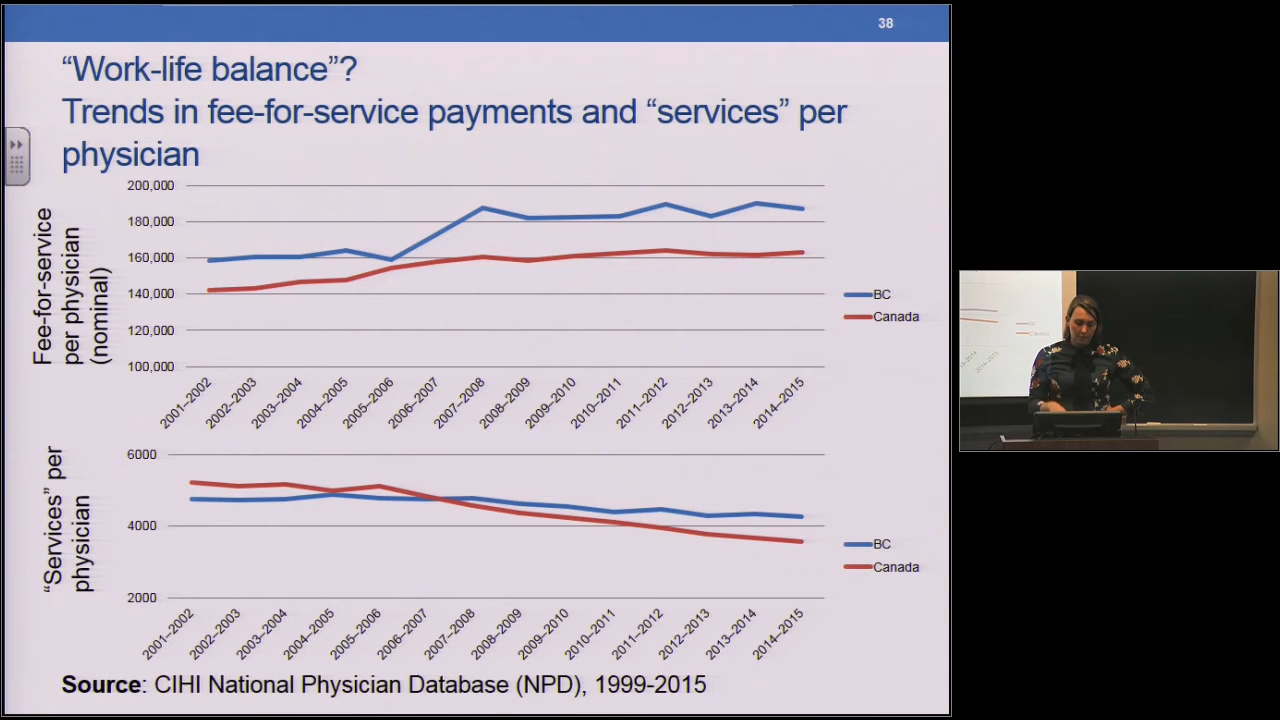 38
“Work-life balance”?
Trends in fee-for-service payments and “services” per
physician
Fee-for-service
per physician
(nominal)
200,000
180,000
160,000
140,000
120,000
100,000
2001–2002
2002–2003
2003–2004
2004–2005
2005–2006
2006–2007
2007–2008
2008–2009
2009–2010
2010–2011
2011–2012
2012–2013
2013–2014
2014–2015
BC
Canada
“Services” per
physician
6000
4000
2000
2001–2002
2002–2003
2003–2004
2004–2005
2005–2006
2006–2007
2007–2008
2008–2009
2009–2010
2010–2011
2011–2012
2012–2013
2013–2014
2014–2015
BC
Canada
Source: CIHI National Physician Database (NPD), 1999-2015
BC
Canada
2014–2015